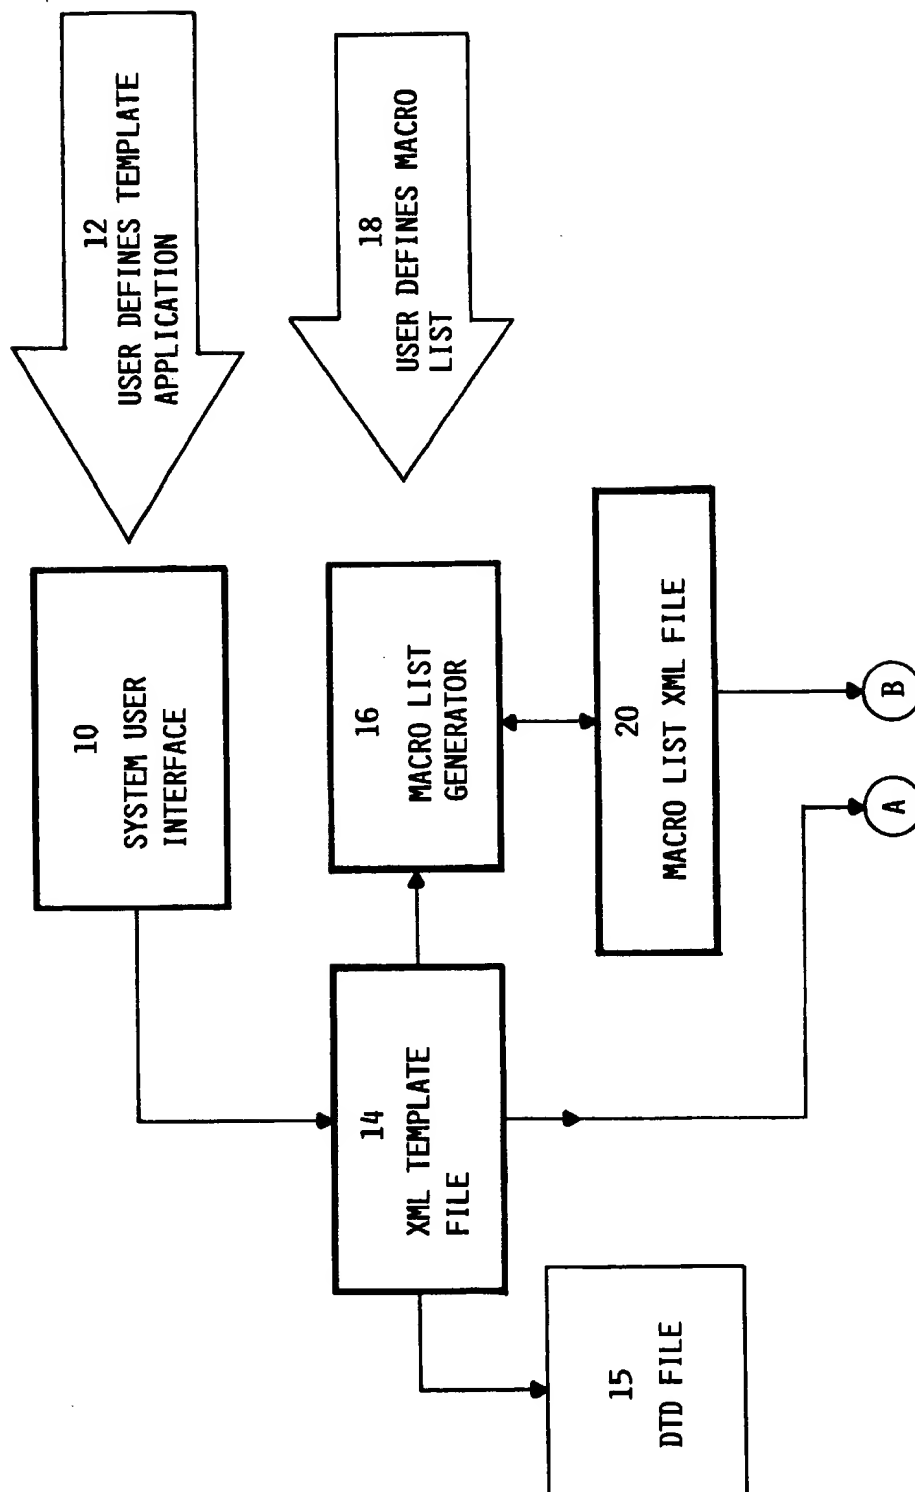 12
USER DEFINES TEMPLATE
APPLICATION
18
USER DEFINES MACRO
LIST
10
SYSTEM USER
INTERFACE
16
MACRO LIST
GENERATOR
20
MACRO LIST XML FILE
14
XML TEMPLATE
FILE
15
DTD FILE
A
B